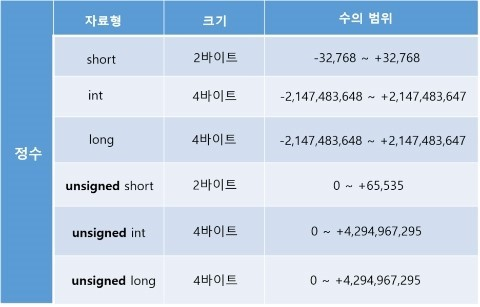 자료형 크기 수의 범위
정수
short 2바이트 -32,768 ~ +32,768
int 4바이트 -2,147,483,648 ~ +2,147,483,647
long 4바이트 -2,147,483,648 ~ +2,147,483,647
unsigned short 2바이트 0 ~ +65,535
unsigned int 4바이트 0 ~ +4,294,967,295
unsigned long 4바이트 0 ~ +4,294,967,295